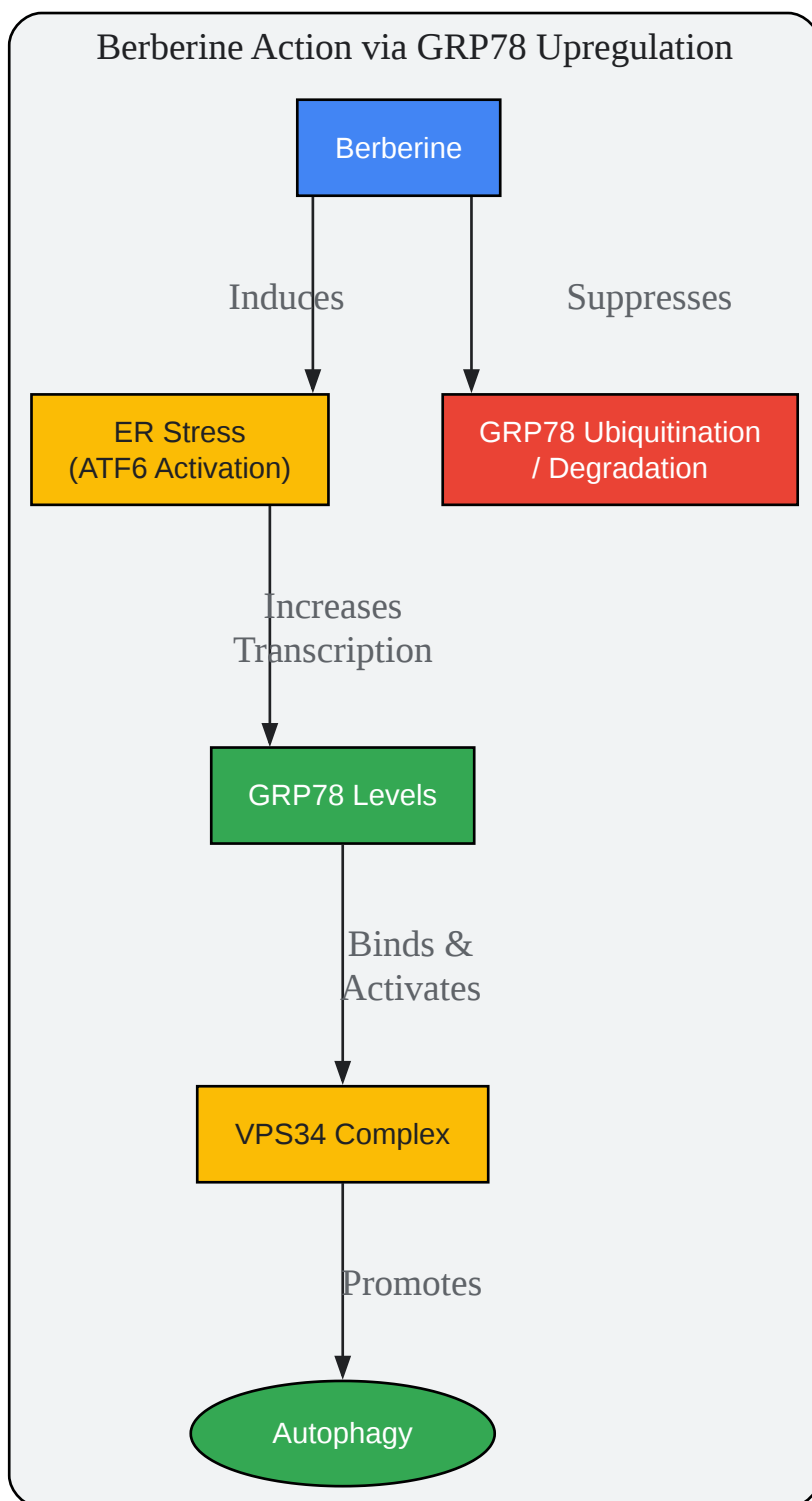 Berberine Action via GRP78 Upregulation
Berberine
Induces
Suppresses
ER Stress
(ATF6 Activation)
GRP78 Ubiquitination
/ Degradation
Increases
Transcription
GRP78 Levels
Binds &
Activates
VPS34 Complex
Promotes
Autophagy